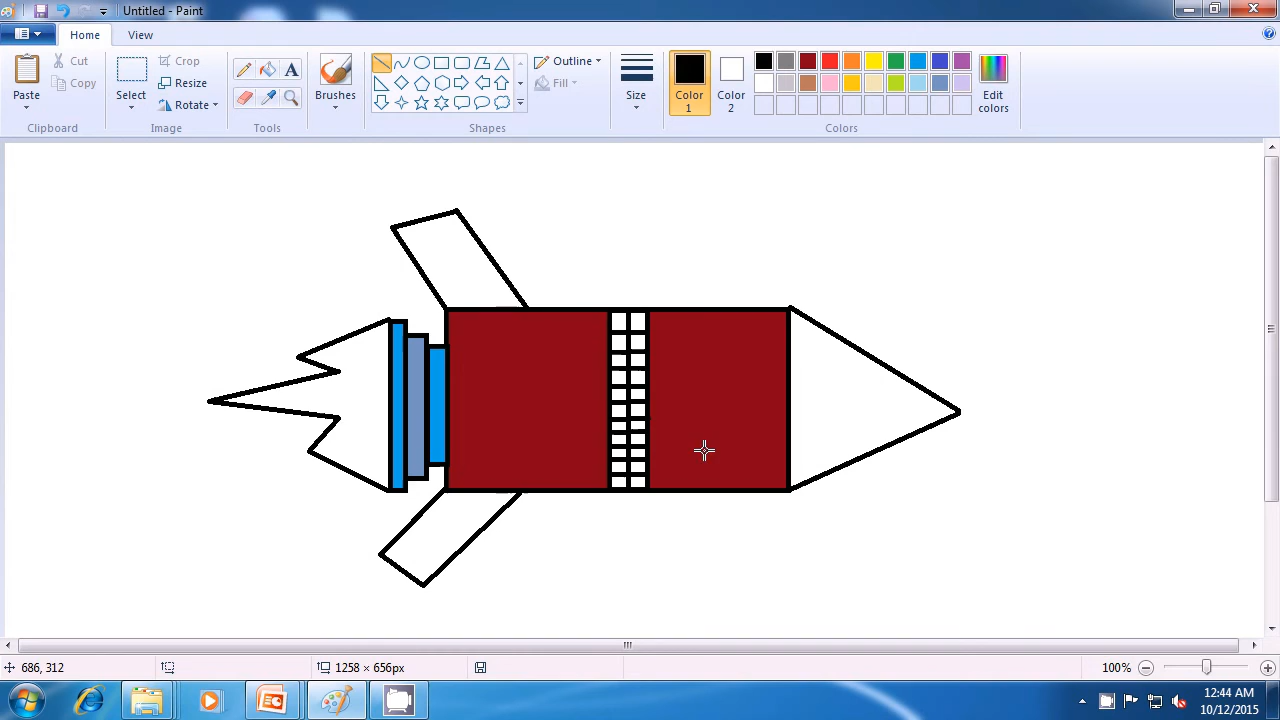 Untitled - Paint
Home View
Paste
Cut
Copy
Clipboard
Select
Crop
Resize
Rotate
Image
A
Tools
Brushes
Outline
Fill
Shapes
Size
Color 1
Color 2
Edit colors
Colors
686, 312
1258 × 656px
100%
12:44 AM
10/12/2015